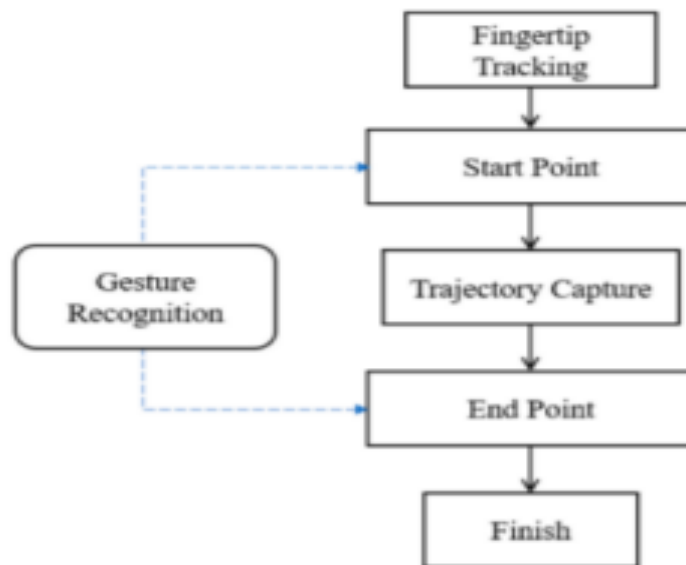 Fingertip
Tracking
Start Point
Gesture
Recognition
Trajectory Capture
End Point
Finish